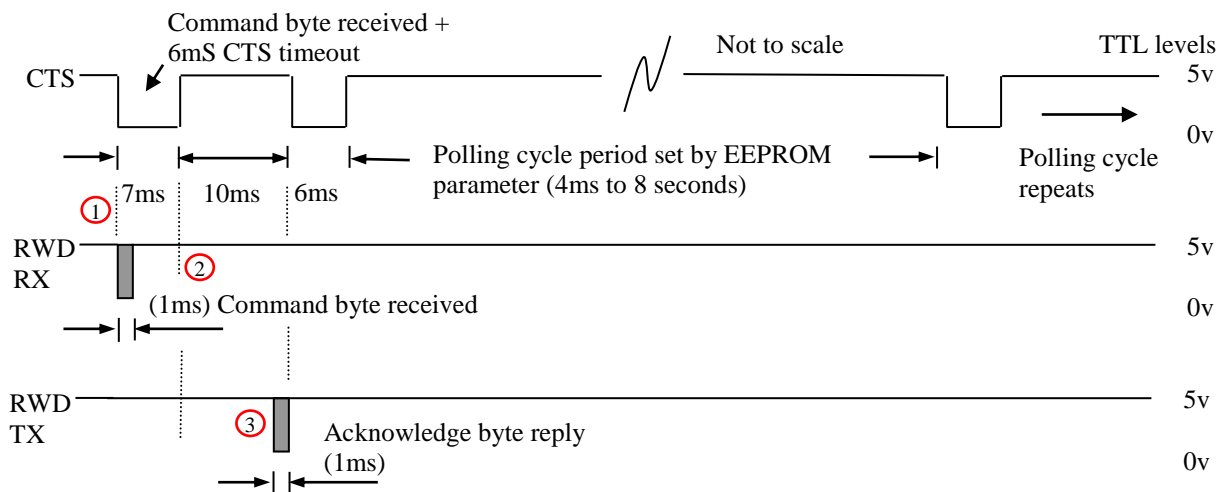 Command byte received +
6mS CTS timeout
Not to scale
TTL levels
CTS
5v
0v
Polling cycle period set by EEPROM
parameter (4ms to 8 seconds)
Polling cycle
repeats
7ms
10ms
6ms
1
RWD
RX
5v
2
(1ms) Command byte received
0v
RWD
TX
5v
3
Acknowledge byte reply
(1ms)
0v